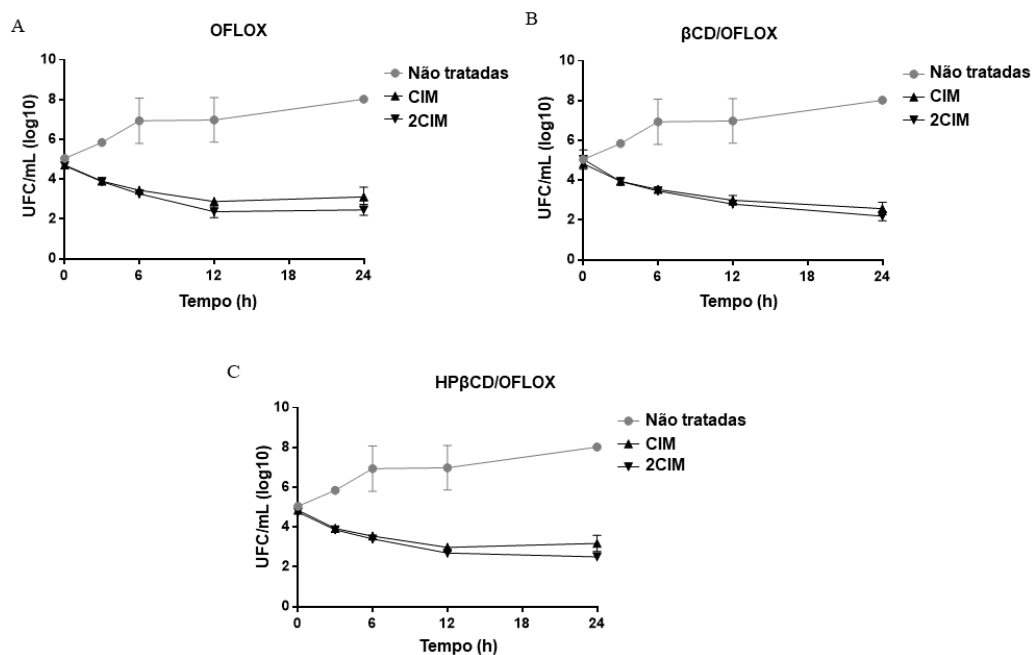 A
OFLOX
UFC/mL (log10)
10
8
6
4
2
0
0 6 12 18 24
Tempo (h)
Não tratadas
CIM
2CIM
B
βCD/OFLOX
UFC/mL (log10)
10
8
6
4
2
0
0 6 12 18 24
Tempo (h)
Não tratadas
CIM
2CIM
C
HPβCD/OFLOX
UFC/mL (log10)
10
8
6
4
2
0
0 6 12 18 24
Tempo (h)
Não tratadas
CIM
2CIM